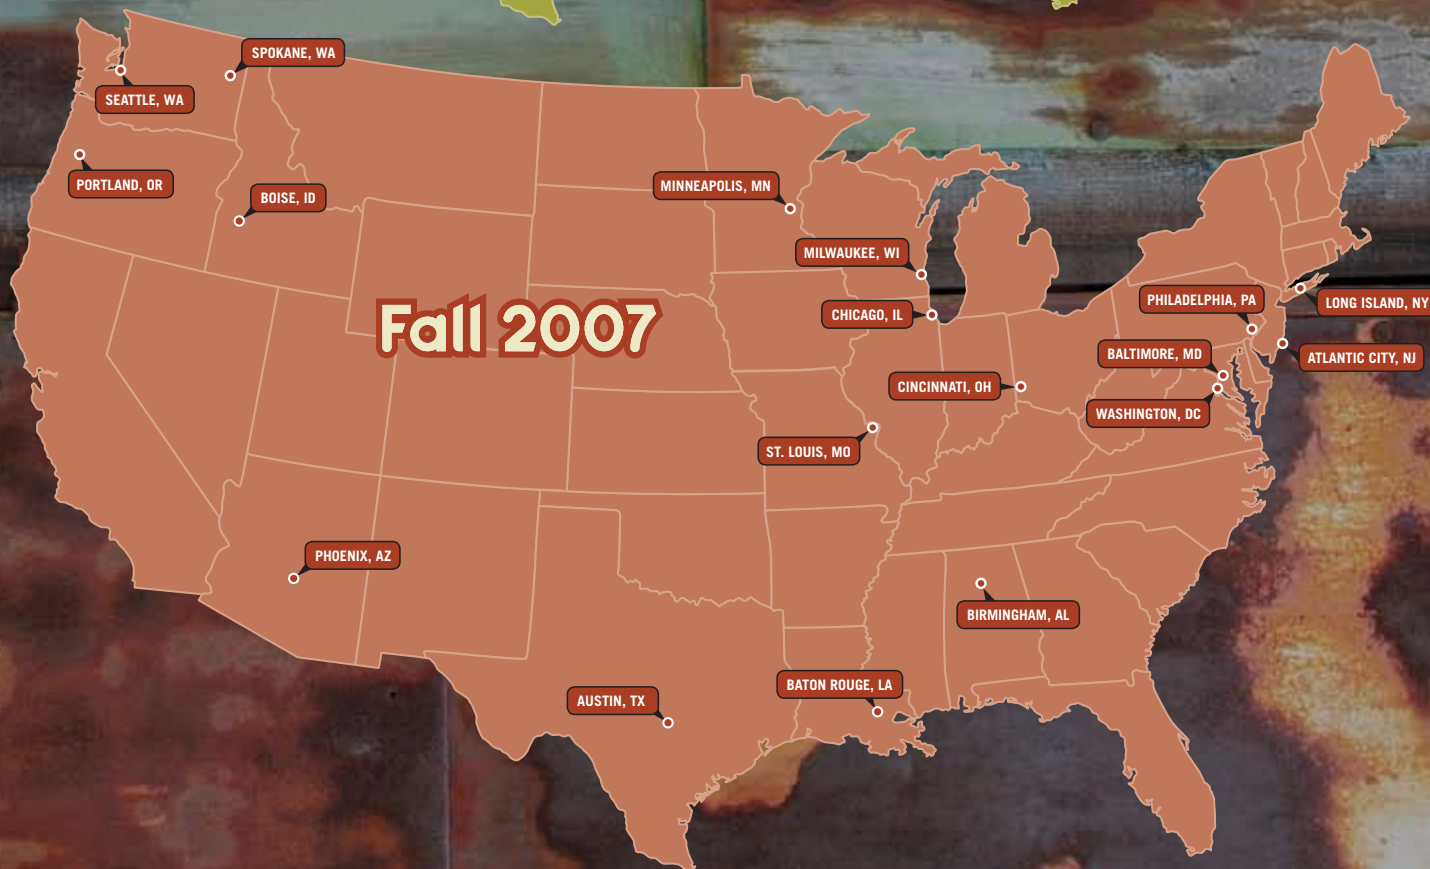 SPOKANE, WA
SEATTLE, WA
PORTLAND, OR
BOISE, ID
MINNEAPOLIS, MN
MILWAUKEE, WI
CHICAGO, IL
Fall 2007
PHILADELPHIA, PA
LONG ISLAND, NY
BALTIMORE, MD
ATLANTIC CITY, NJ
CINCINNATI, OH
WASHINGTON, DC
ST. LOUIS, MO
PHOENIX, AZ
BIRMINGHAM, AL
BATON ROUGE, LA
AUSTIN, TX